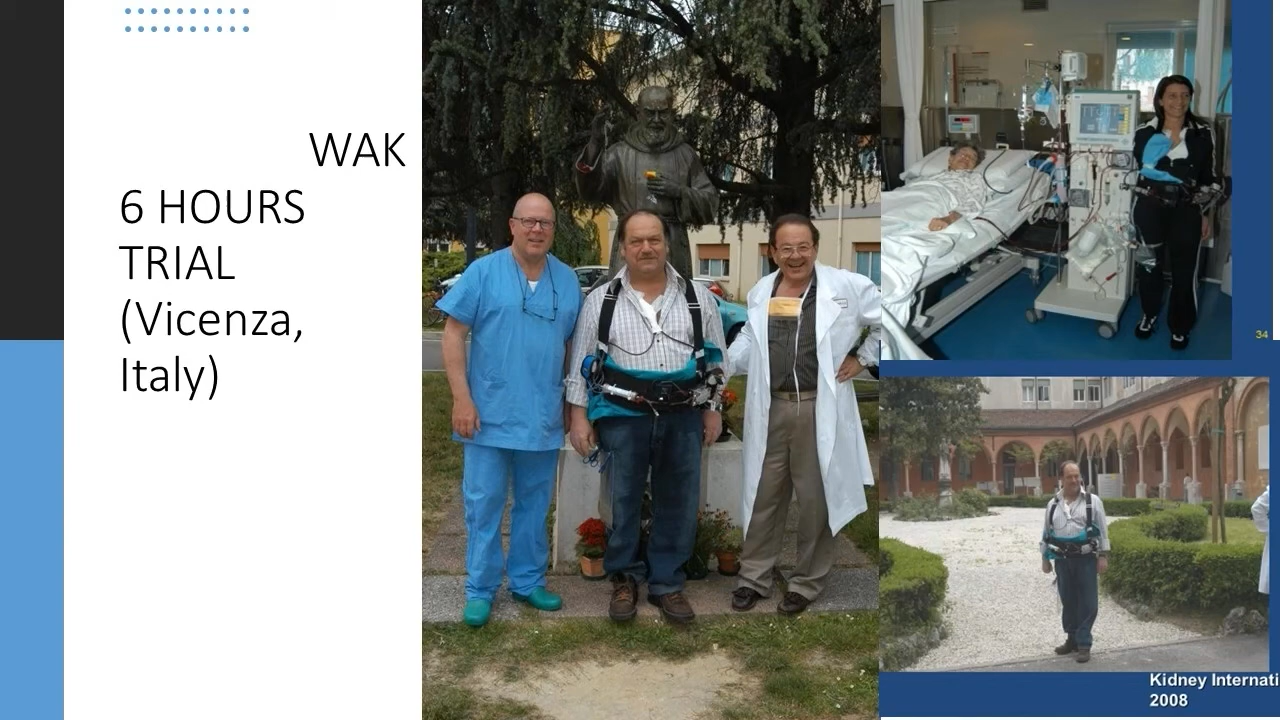 WAK
6 HOURS
TRIAL
(Vicenza,
Italy)
34
Kidney Internati
2008